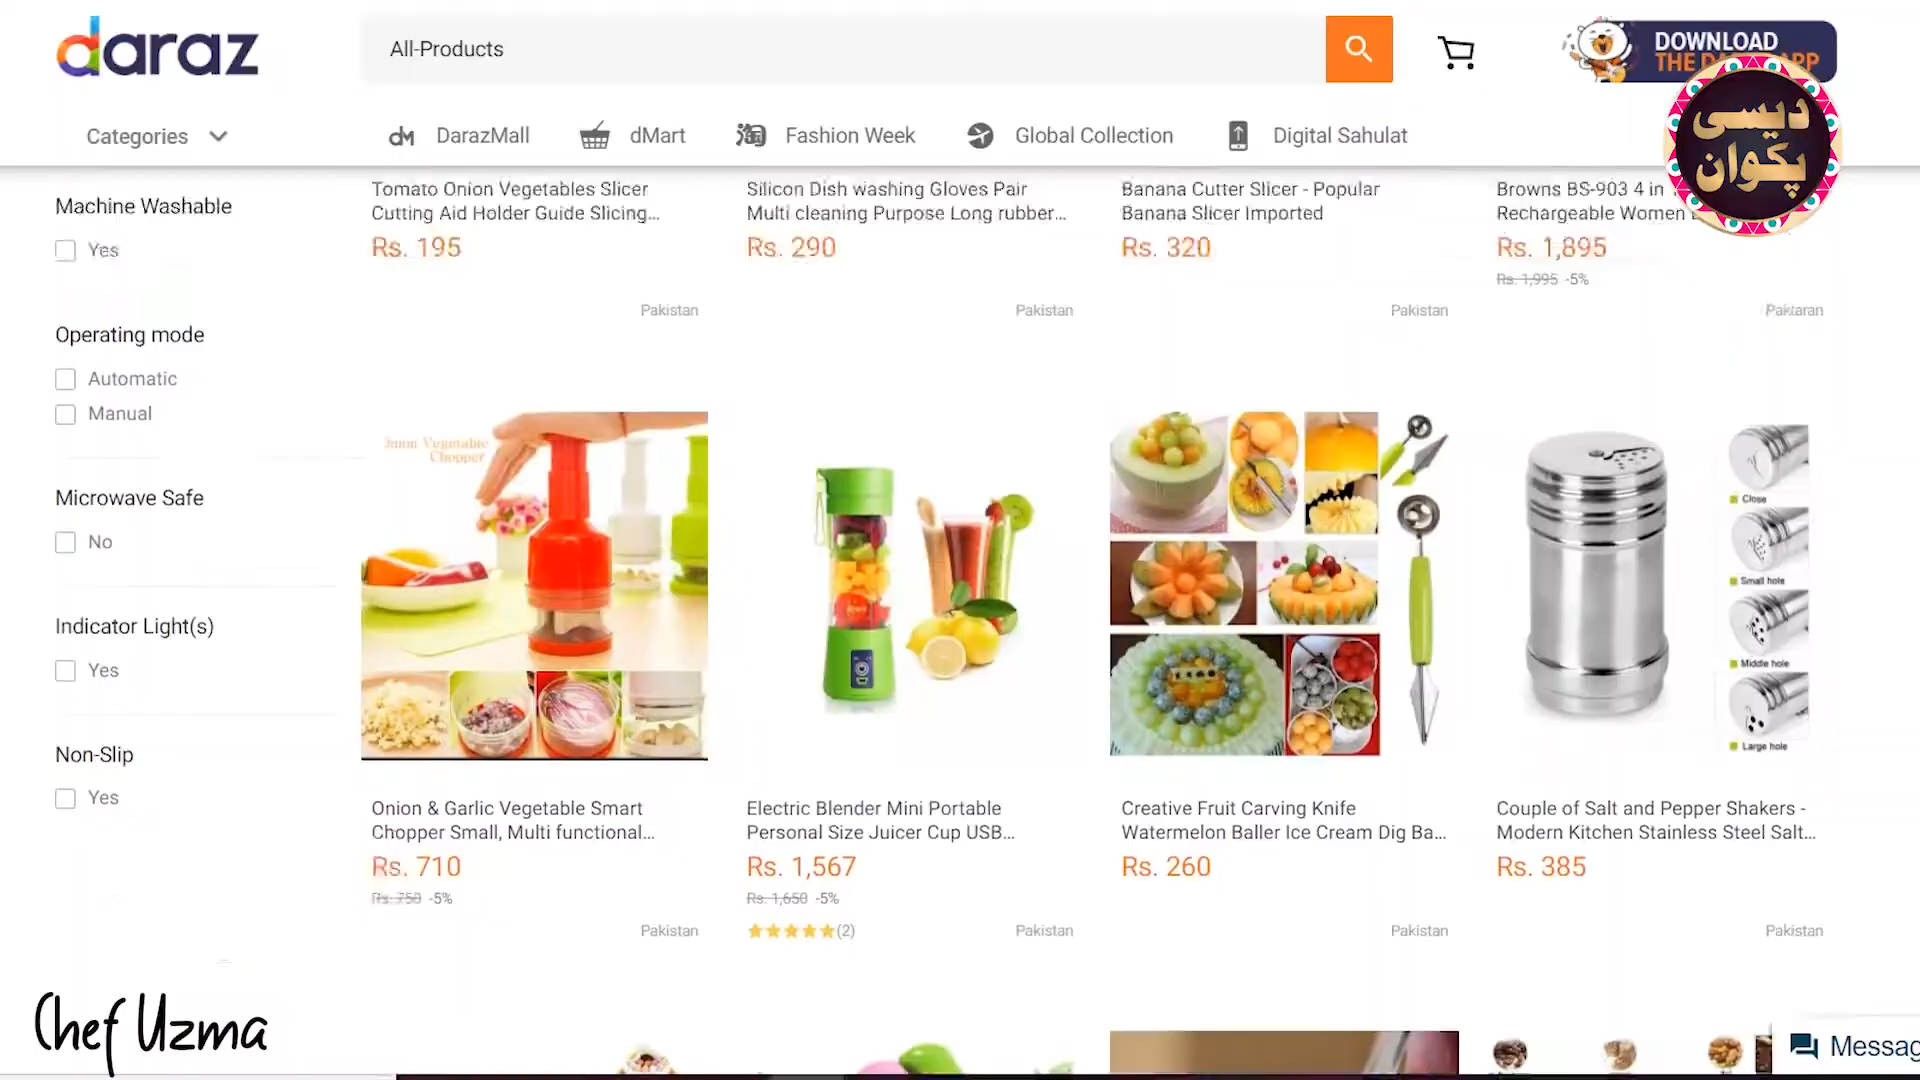 daraz
All-Products
DOWNLOAD
دیسی
پکوان
Categories
DarazMall
dMart
Fashion Week
Global Collection
Digital Sahulat
Machine Washable
Yes
Operating mode
Automatic
Manual
Microwave Safe
No
Indicator Light(s)
Yes
Non-Slip
Yes
Tomato Onion Vegetables Slicer
Cutting Aid Holder Guide Slicing...
Rs. 195
Pakistan
Silicon Dish washing Gloves Pair
Multi cleaning Purpose Long rubber...
Rs. 290
Pakistan
Banana Cutter Slicer - Popular
Banana Slicer Imported
Rs. 320
Pakistan
Browns BS-903 4 in
Rechargeable Women
Rs. 1,895
Rs. 1,995 -5%
Vegetable
Chopper
Close
Small hole
Middle hole
Large hole
Onion & Garlic Vegetable Smart
Chopper Small, Multi functional...
Rs. 710
Rs. 750 -5%
Pakistan
Electric Blender Mini Portable
Personal Size Juicer Cup USB...
Rs. 1,567
Rs. 1,650 -5%
(2)
Pakistan
Creative Fruit Carving Knife
Watermelon Baller Ice Cream Dig Ba...
Rs. 260
Pakistan
Couple of Salt and Pepper Shakers -
Modern Kitchen Stainless Steel Salt...
Rs. 385
Pakistan
Chef Uzma
Messag